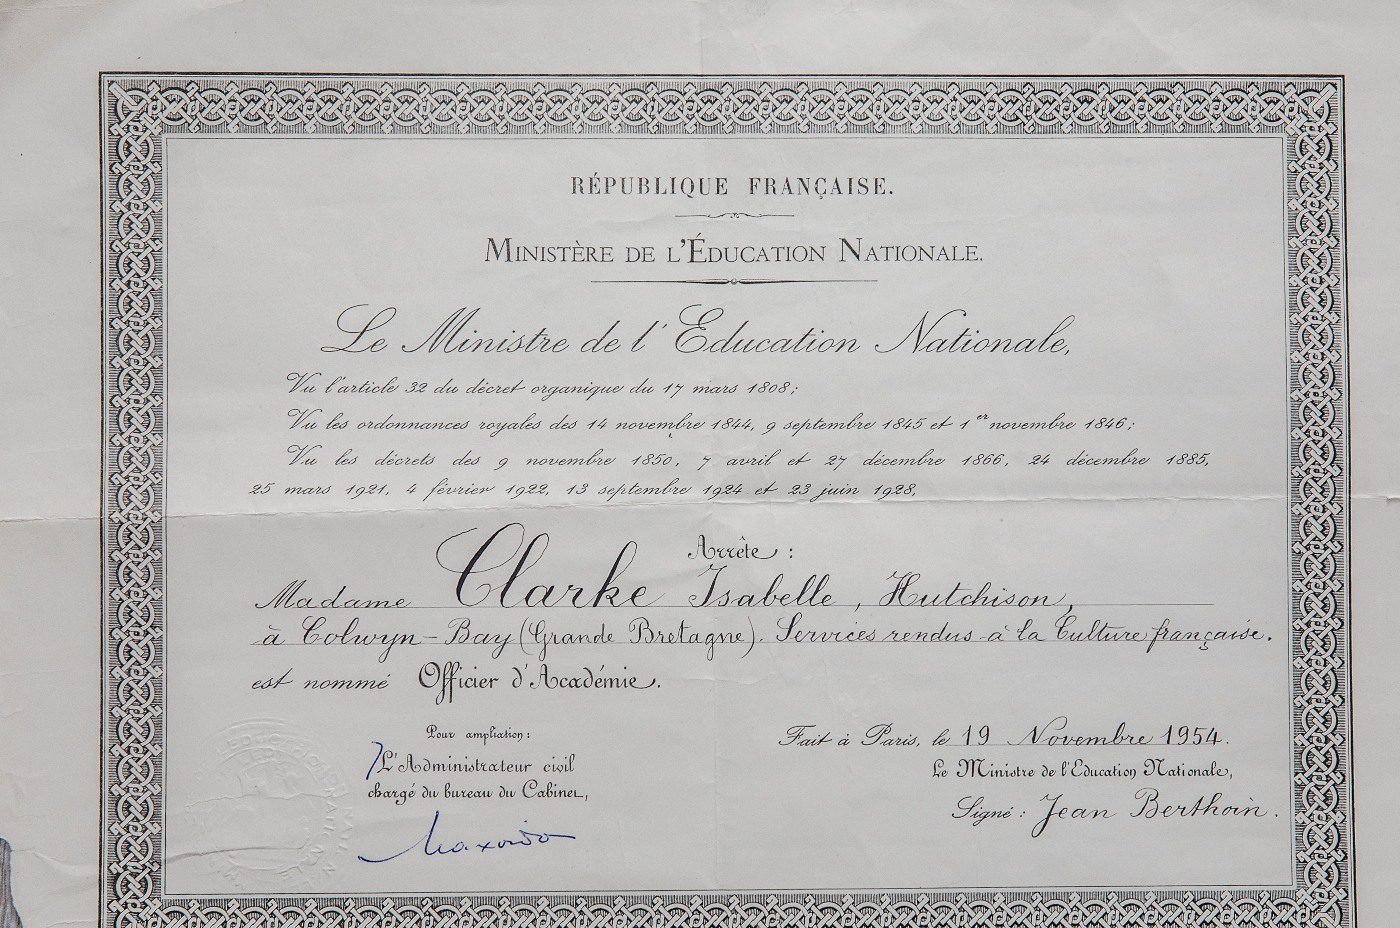 RÉPUBLIQUE FRANÇAISE.
MINISTÈRE DE L'ÉDUCATION NATIONALE.
Le Ministre de l'Education Nationale,
Vu l'article 32 du décret organique du 17 mars 1808;
Vu les ordonnances royales des 14 novembre 1844, 9 septembre 1845 et 1er novembre 1846;
Vu les décrets des 9 novembre 1850, 7 avril et 27 décembre 1866, 24 décembre 1885,
25 mars 1921, 4 février 1922, 13 septembre 1924 et 23 juin 1928,
Arrête :
Madame Clarke Isabelle, Hutchison,
à Colwyn-Bay (Grande Bretagne). Services rendus à la Culture française.
est nommé Officier d'Académie.
Pour ampliation :
L'Administrateur civil
chargé du bureau du Cabinet,
Fait à Paris, le 19 Novembre 1954.
Le Ministre de l'Education Nationale,
Signé : Jean Berthoin.